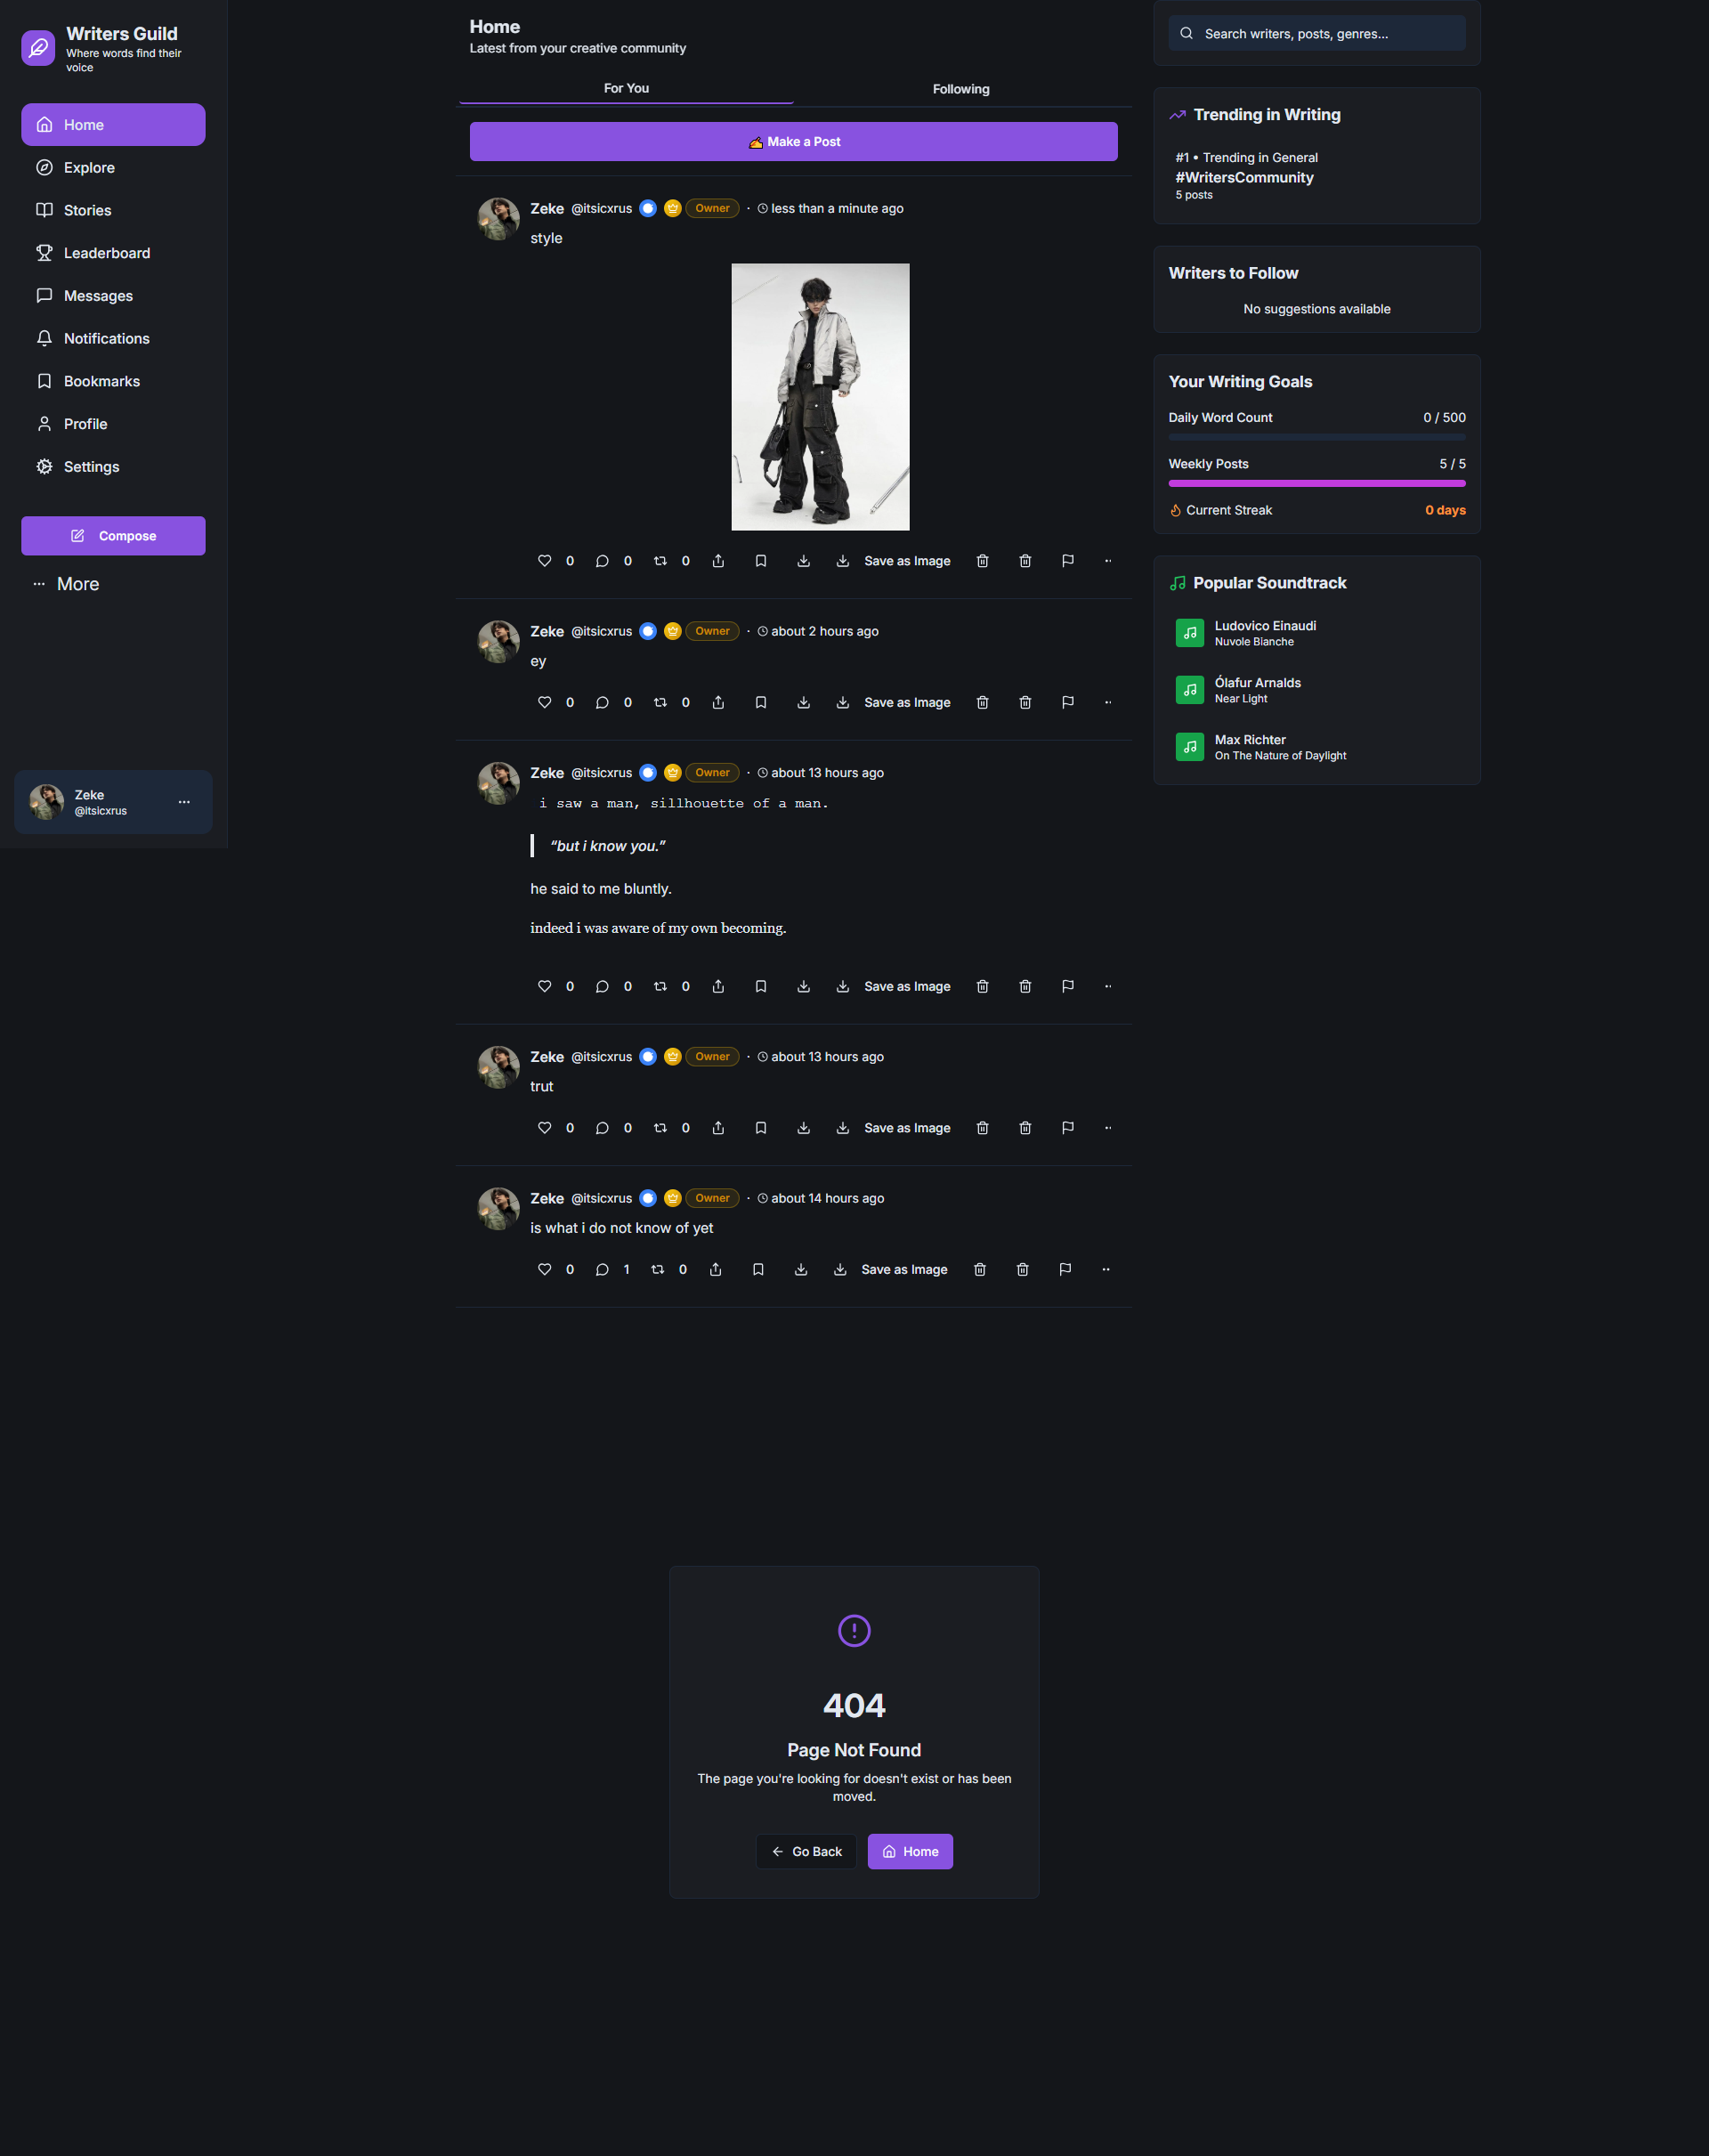 Writers Guild
Where words find their
voice
Home
Explore
Stories
Leaderboard
Messages
Notifications
Bookmarks
Profile
Settings
Compose
More
Zeke
@itsicxrus
Home
Latest from your creative community
For You
Following
✍️ Make a Post
Zeke @itsicxrus Owner · less than a minute ago
style
0 0 0 Save as Image
Zeke @itsicxrus Owner · about 2 hours ago
ey
0 0 0 Save as Image
Zeke @itsicxrus Owner · about 13 hours ago
i saw a man, sillhouette of a man.
“but i know you.”
he said to me bluntly.
indeed i was aware of my own becoming.
0 0 0 Save as Image
Zeke @itsicxrus Owner · about 13 hours ago
trut
0 0 0 Save as Image
Zeke @itsicxrus Owner · about 14 hours ago
is what i do not know of yet
0 1 0 Save as Image
Search writers, posts, genres...
Trending in Writing
#1 • Trending in General
#WritersCommunity
5 posts
Writers to Follow
No suggestions available
Your Writing Goals
Daily Word Count 0 / 500
Weekly Posts 5 / 5
Current Streak 0 days
Popular Soundtrack
Ludovico Einaudi
Nuvole Bianche
Ólafur Arnalds
Near Light
Max Richter
On The Nature of Daylight
404
Page Not Found
The page you're looking for doesn't exist or has been
moved.
Go Back
Home